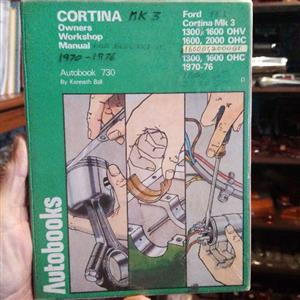 CORTINA MK 3
Owners
Workshop
Manual
1970 - 1976
Autobook 730
By Kenneth Ball
Ford
Cortina Mk 3
1300, 1600 OHV
1600, 2000 OHC
1300, 1600 OHC
1970-76
Autobooks